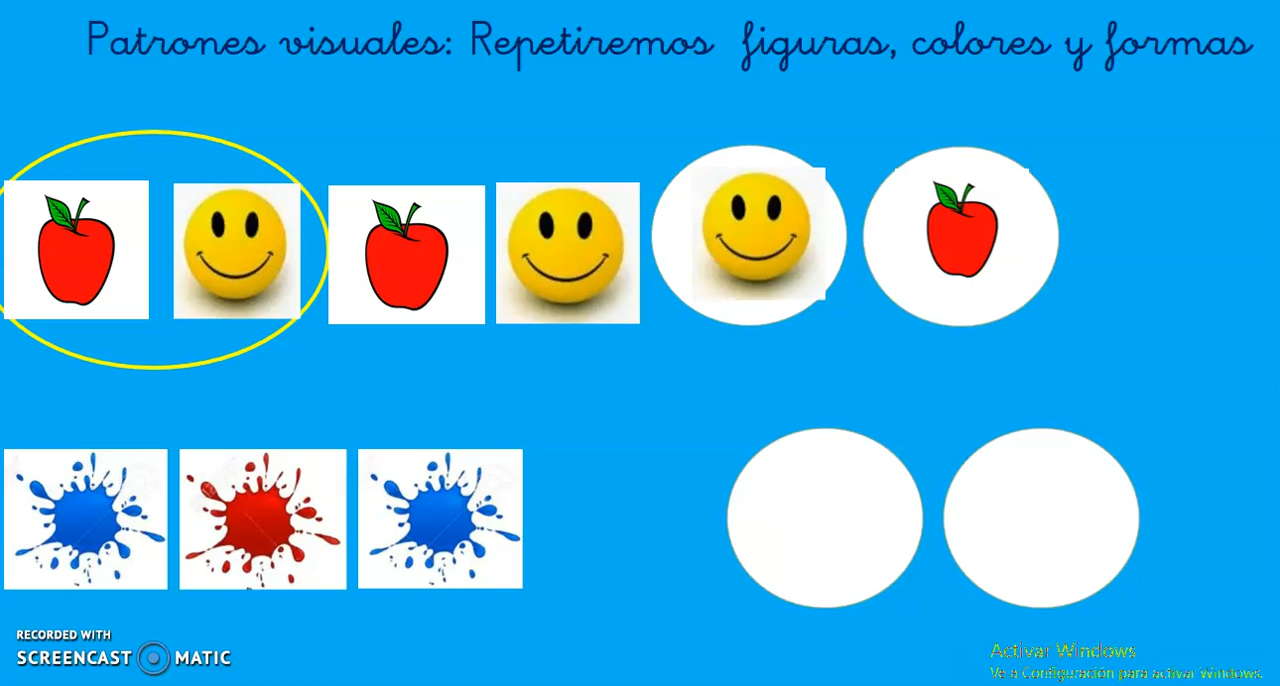 Patrones visuales: Repetiremos figuras, colores y formas
RECORDED WITH
SCREENCAST MATIC
Activar Windows
Ve a Configuración para activar Windows.